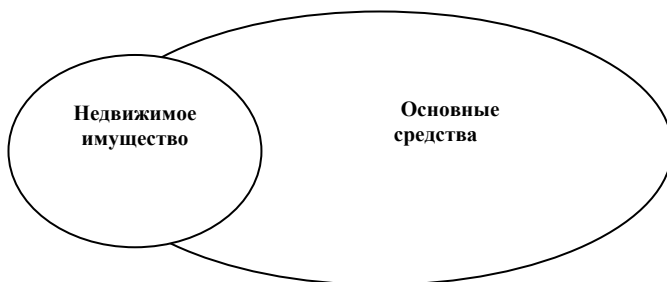 Недвижимое
имущество
Основные
средства